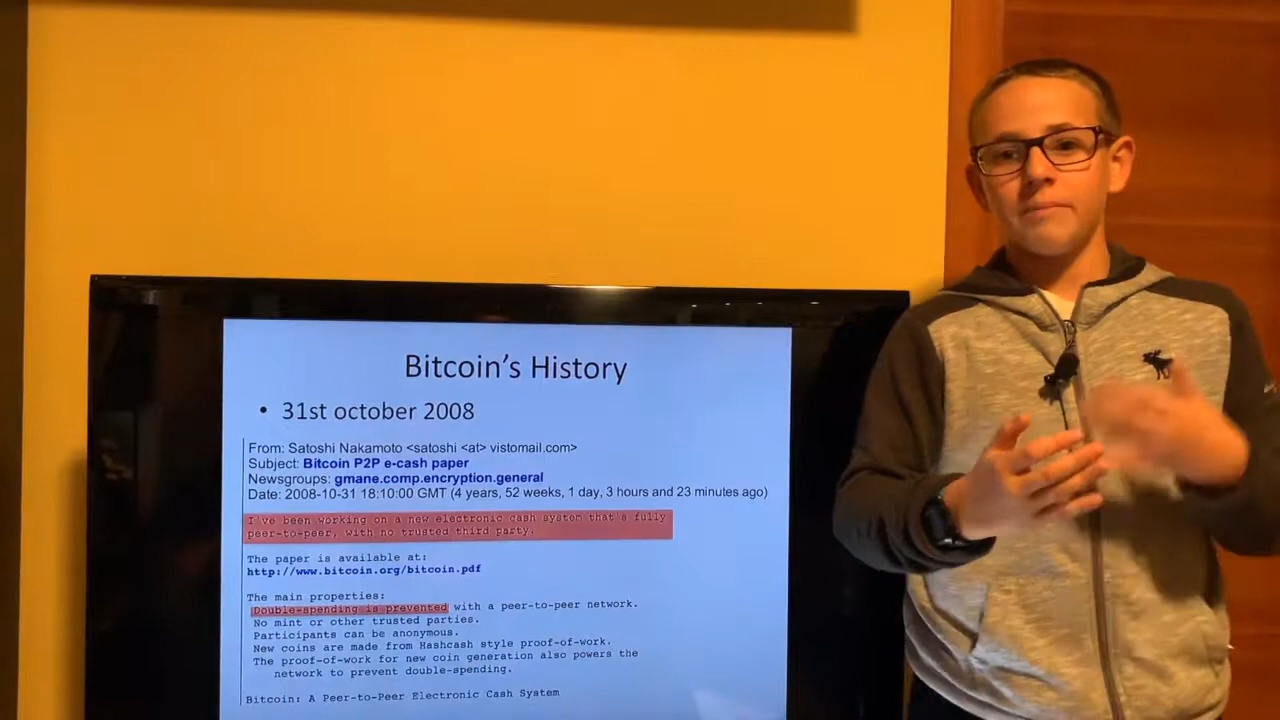 Bitcoin's History
• 31st october 2008
From: Satoshi Nakamoto <satoshi <at> vistomail.com>
Subject: Bitcoin P2P e-cash paper
Newsgroups: gmane.comp.encryption.general
Date: 2008-10-31 18:10:00 GMT (4 years, 52 weeks, 1 day, 3 hours and 23 minutes ago)
I've been working on a new electronic cash system that's fully
peer-to-peer, with no trusted third party.
The paper is available at:
http://www.bitcoin.org/bitcoin.pdf
The main properties:
Double-spending is prevented with a peer-to-peer network.
No mint or other trusted parties.
Participants can be anonymous.
New coins are made from Hashcash style proof-of-work.
The proof-of-work for new coin generation also powers the
network to prevent double-spending.
Bitcoin: A Peer-to-Peer Electronic Cash System